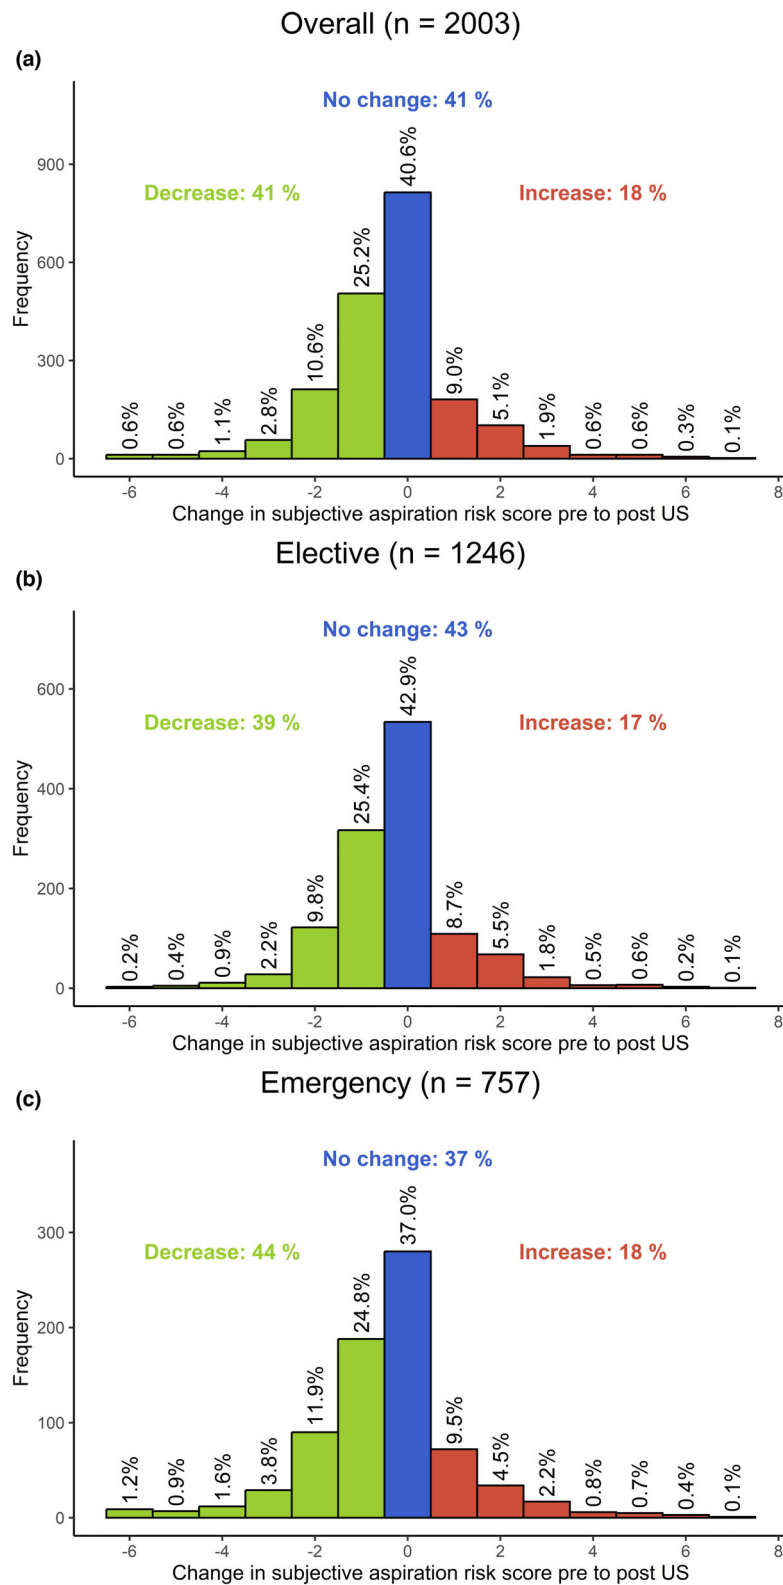 Overall (n = 2003)
(a)
No change: 41 %
Decrease: 41 %
Increase: 18 %
Frequency
900
600
300
0
0.6%
0.6%
1.1%
2.8%
10.6%
25.2%
40.6%
9.0%
5.1%
1.9%
0.6%
0.6%
0.3%
0.1%
-6 -4 -2 0 2 4 6 8
Change in subjective aspiration risk score pre to post US
Elective (n = 1246)
(b)
No change: 43 %
Decrease: 39 %
Increase: 17 %
Frequency
600
400
200
0
0.2%
0.4%
0.9%
2.2%
9.8%
25.4%
42.9%
8.7%
5.5%
1.8%
0.5%
0.6%
0.2%
0.1%
-6 -4 -2 0 2 4 6 8
Change in subjective aspiration risk score pre to post US
Emergency (n = 757)
(c)
No change: 37 %
Decrease: 44 %
Increase: 18 %
Frequency
300
200
100
0
1.2%
0.9%
1.6%
3.8%
11.9%
24.8%
37.0%
9.5%
4.5%
2.2%
0.8%
0.7%
0.4%
0.1%
-6 -4 -2 0 2 4 6 8
Change in subjective aspiration risk score pre to post US